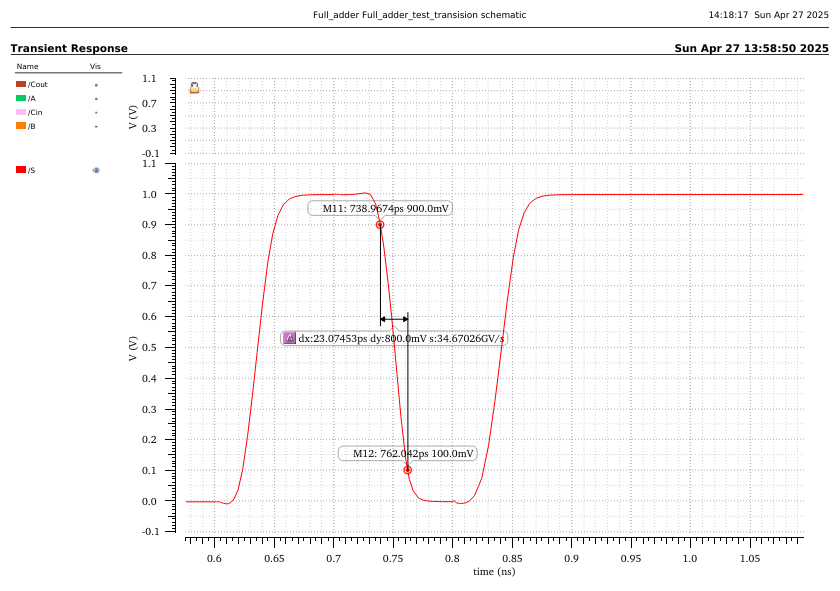 Full_adder Full_adder_test_transision schematic 14:18:17 Sun Apr 27 2025
Transient Response Sun Apr 27 13:58:50 2025
Name Vis
/Cout
/A
/Cin
/B
/S
V (V)
1.1
0.7
0.3
-0.1
V (V)
1.1
1.0
0.9
0.8
0.7
0.6
0.5
0.4
0.3
0.2
0.1
0.0
-0.1
M11: 738.9674ps 900.0mV
dx:23.07453ps dy:800.0mV s:34.67026GV/s
M12: 762.042ps 100.0mV
0.6 0.65 0.7 0.75 0.8 0.85 0.9 0.95 1.0 1.05
time (ns)